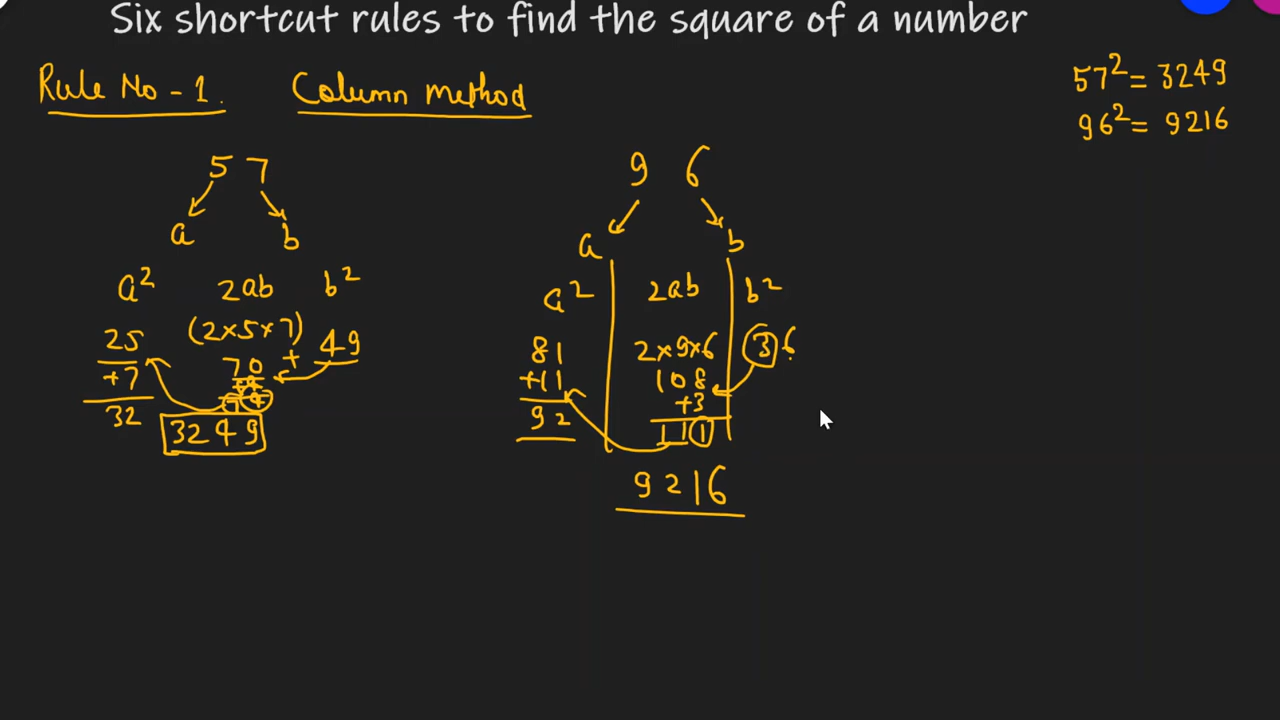 Six shortcut rules to find the square of a number
Rule No - 1. Column method
57² = 3249
96² = 9216
5 7
a b
a² 2ab b²
(2×5×7)
25 70 + 49
+7
32
3249
9 6
a b
a² 2ab b²
81 2×9×6 36
108
+11 +3
92 111
9216